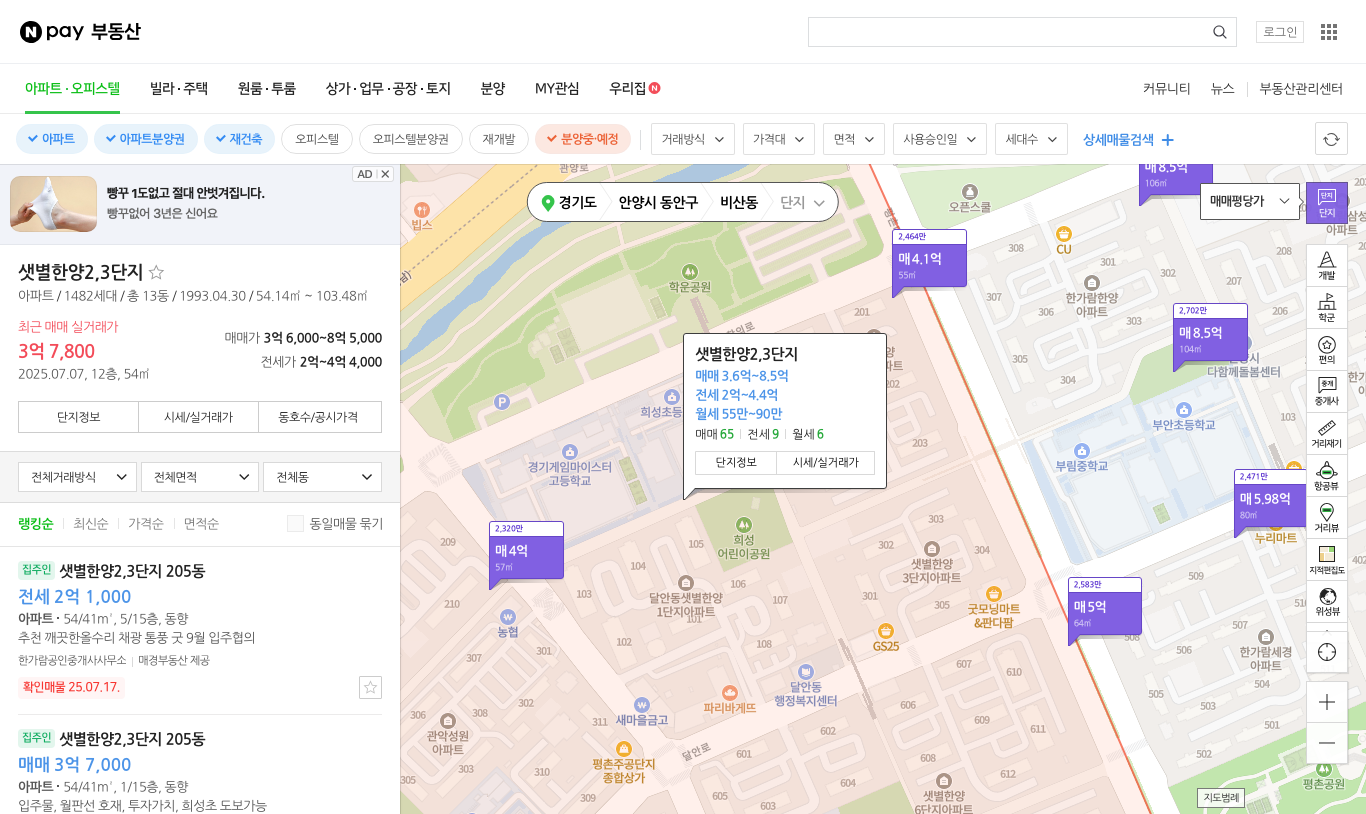 N pay 부동산
로그인
아파트·오피스텔
빌라·주택
원룸·투룸
상가·업무·공장·토지
분양
MY관심
우리집 N
커뮤니티
뉴스
부동산관리센터
아파트
아파트분양권
재건축
오피스텔
오피스텔분양권
재개발
분양중·예정
거래방식
가격대
면적
사용승인일
세대수
상세매물검색
빵꾸 1도없고 절대 안벗겨집니다.
빵꾸없어 3년은 신어요
AD
샛별한양2,3단지
아파트 / 1482세대 / 총 13동 / 1993.04.30 / 54.14㎡ ~ 103.48㎡
최근 매매 실거래가
3억 7,800
2025.07.07, 12층, 54㎡
매매가 3억 6,000~8억 5,000
전세가 2억~4억 4,000
단지정보
시세/실거래가
동호수/공시가격
전체거래방식
전체면적
전체동
랭킹순
최신순
가격순
면적순
동일매물 묶기
집주인 샛별한양2,3단지 205동
전세 2억 1,000
아파트 · 54/41㎡, 5/15층, 동향
추천 깨끗한올수리 채광 통풍 굿 9월 입주협의
한가람공인중개사사무소 | 매경부동산 제공
확인매물 25.07.17.
집주인 샛별한양2,3단지 205동
매매 3억 7,000
아파트 · 54/41㎡, 1/15층, 동향
입주물, 월판선 호재, 투자가치, 희성초 도보가능
경기도
안양시 동안구
비산동
단지
매매평당가
단지
단지
개발
학군
편의
중개
중개사
거리재기
항공뷰
거리뷰
지적편집도
위성뷰
지도범례
관양로
빕스
오픈스쿨
매8.5억
106㎡
CU
308
307
306
303
305
304
한가람한양
아파트
2,464만
매4.1억
55㎡
학운공원
201
202
203
2,702만
매8.5억
104㎡
다함께돌봄센터
P
희성초등
부안초등학교
부림중학교
경기게임마이스터
고등학교
샛별한양2,3단지
매매 3.6억~8.5억
전세 2억~4.4억
월세 55만~90만
매매 65
전세 9
월세 6
단지정보
시세/실거래가
2,471만
매5.98억
80㎡
누리마트
2,320만
매4억
57㎡
희성
어린이공원
303
302
304
301
샛별한양
3단지아파트
209
210
103
102
101
달안동샛별한양
1단지아파트
농협
굿모닝마트
&판다팜
GS25
2,583만
매5억
64㎡
509
508
507
506
505
504
503
501
502
한가람세경
아파트
307
301
306
308
302
303
311
304
관악성원
아파트
새마을금고
파리바게뜨
달안동
행정복지센터
평촌주공단지
종합상가
달안로
601
602
603
604
605
606
607
609
610
611
612
샛별한양
6단지아파트
평촌공원